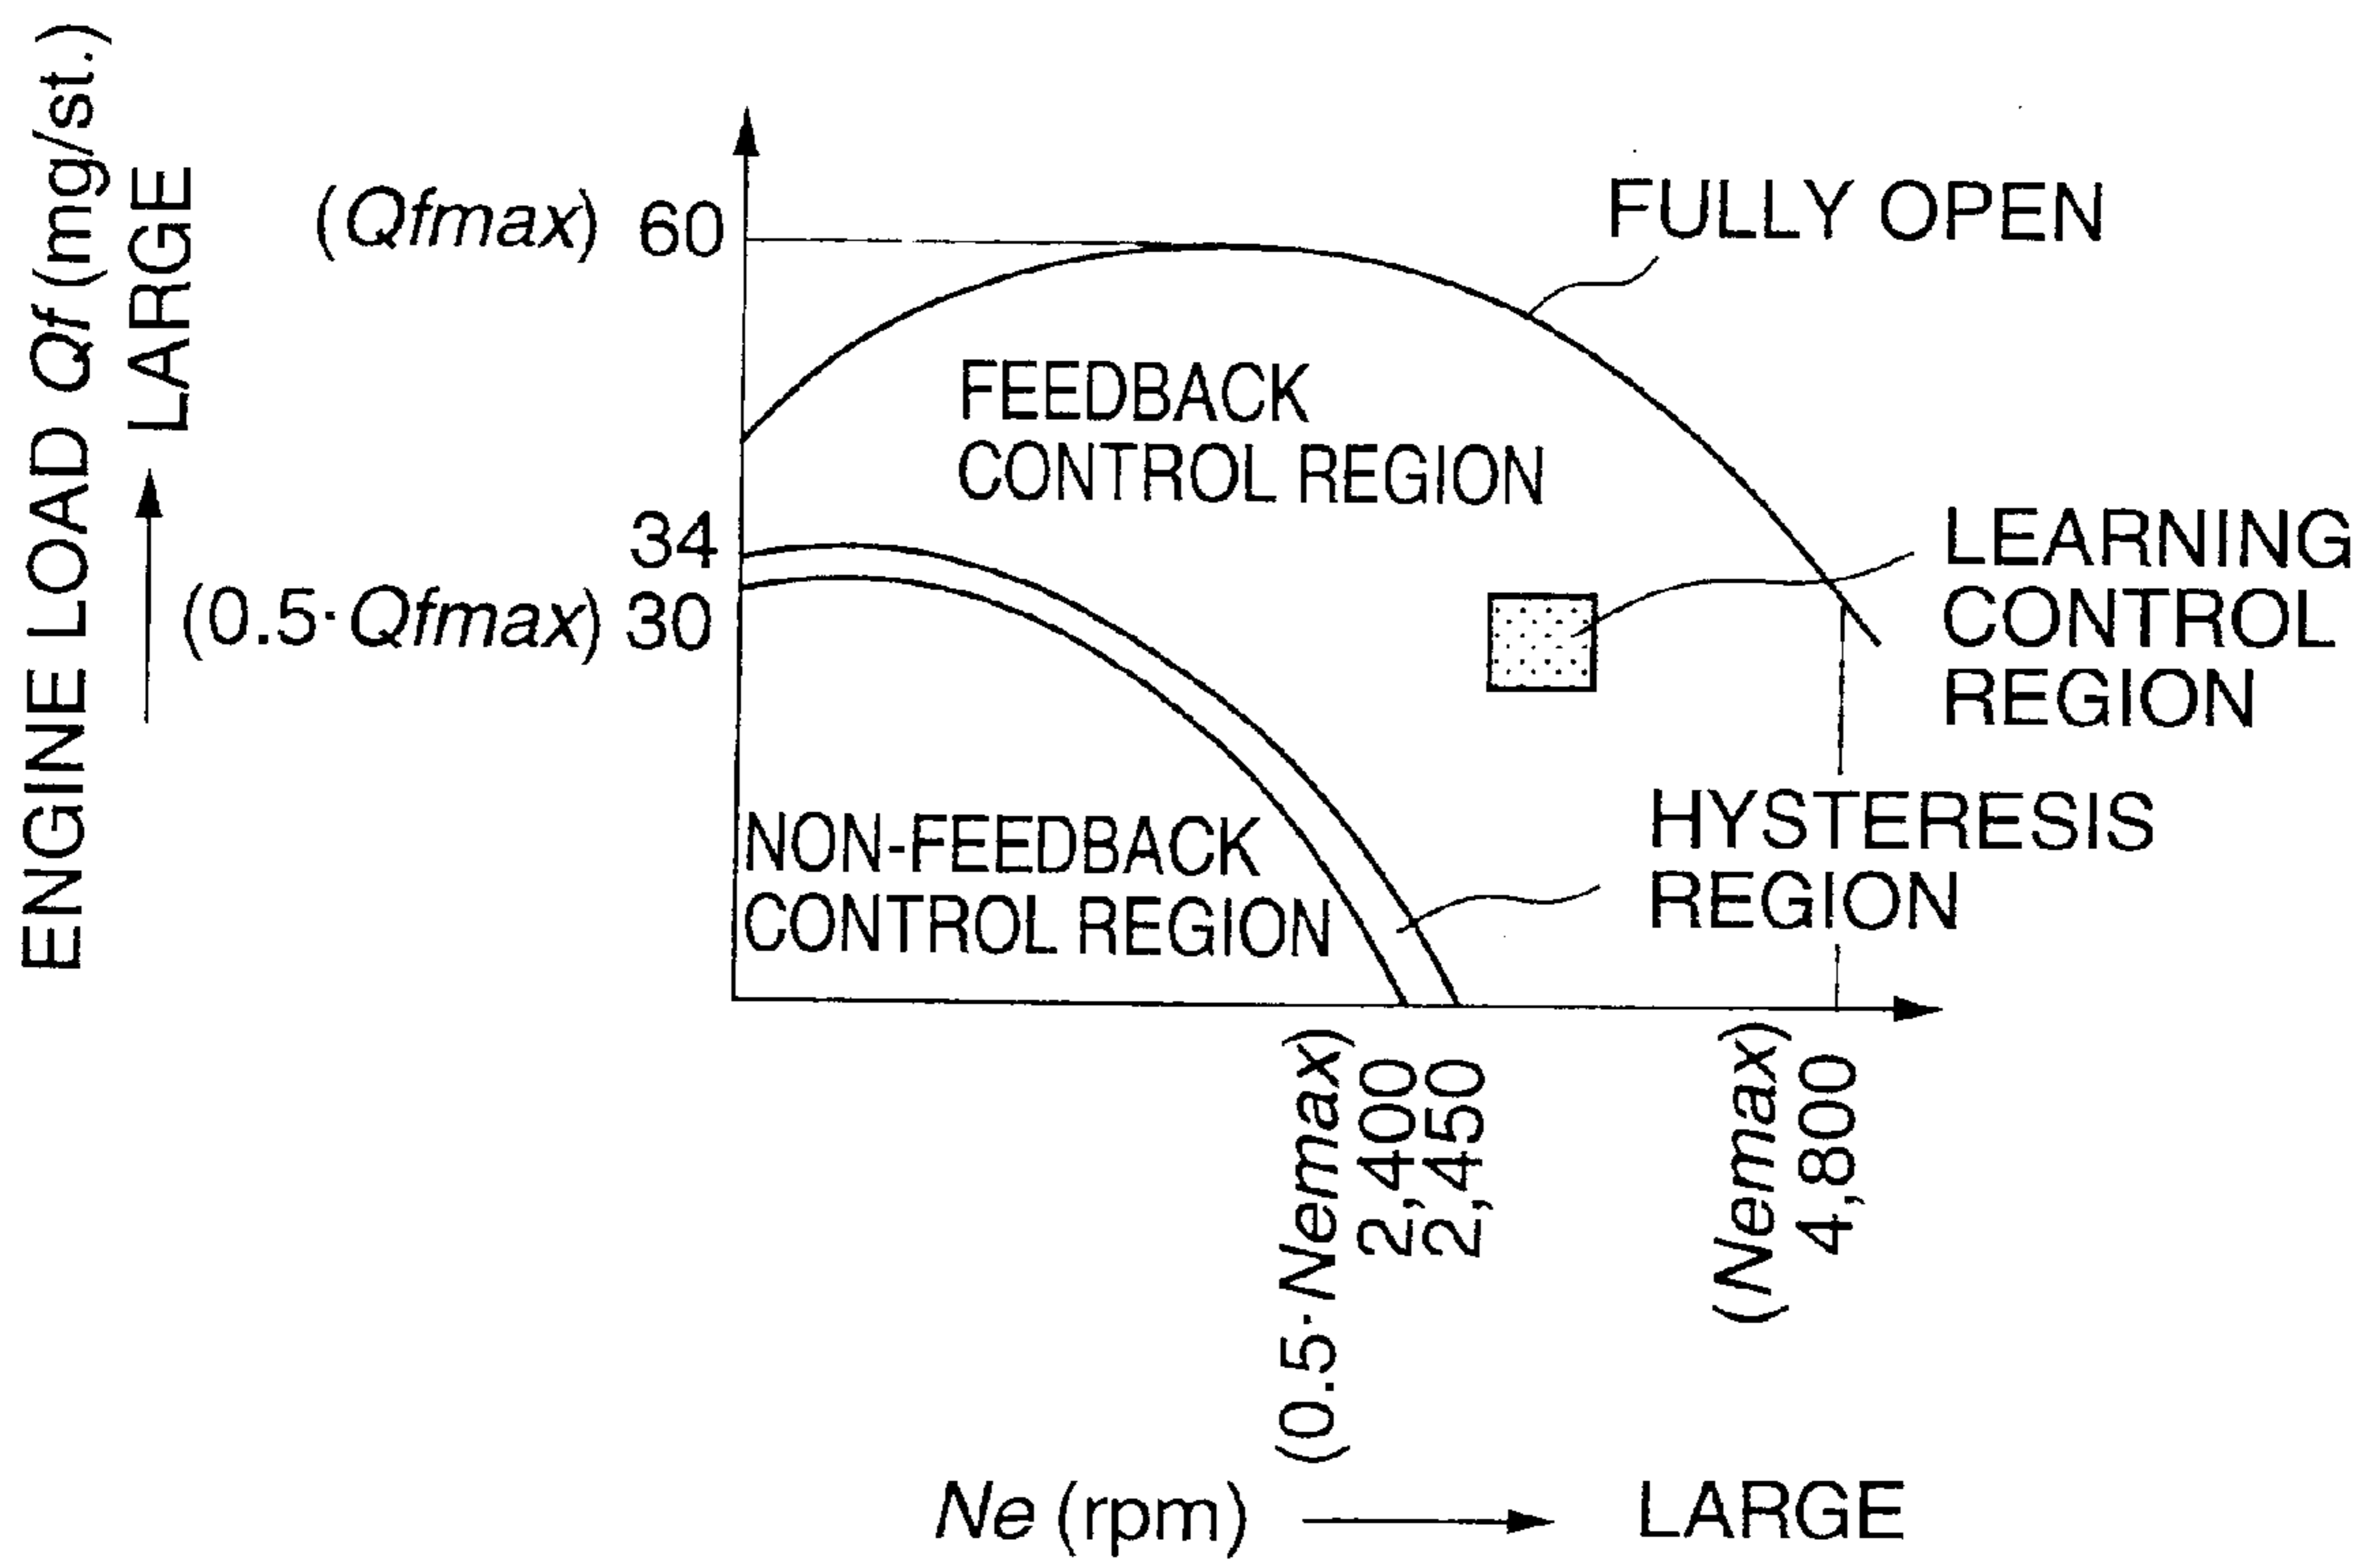 ENGINE LOAD Qf (mg/st.)
LARGE
(Qfmax) 60
FULLY OPEN
FEEDBACK
CONTROL REGION
34
(0.5·Qfmax) 30
LEARNING
CONTROL
REGION
HYSTERESIS
REGION
NON-FEEDBACK
CONTROL REGION
(0.5·Nemax)
2,400
2,450
(Nemax)
4,800
Ne (rpm)
LARGE